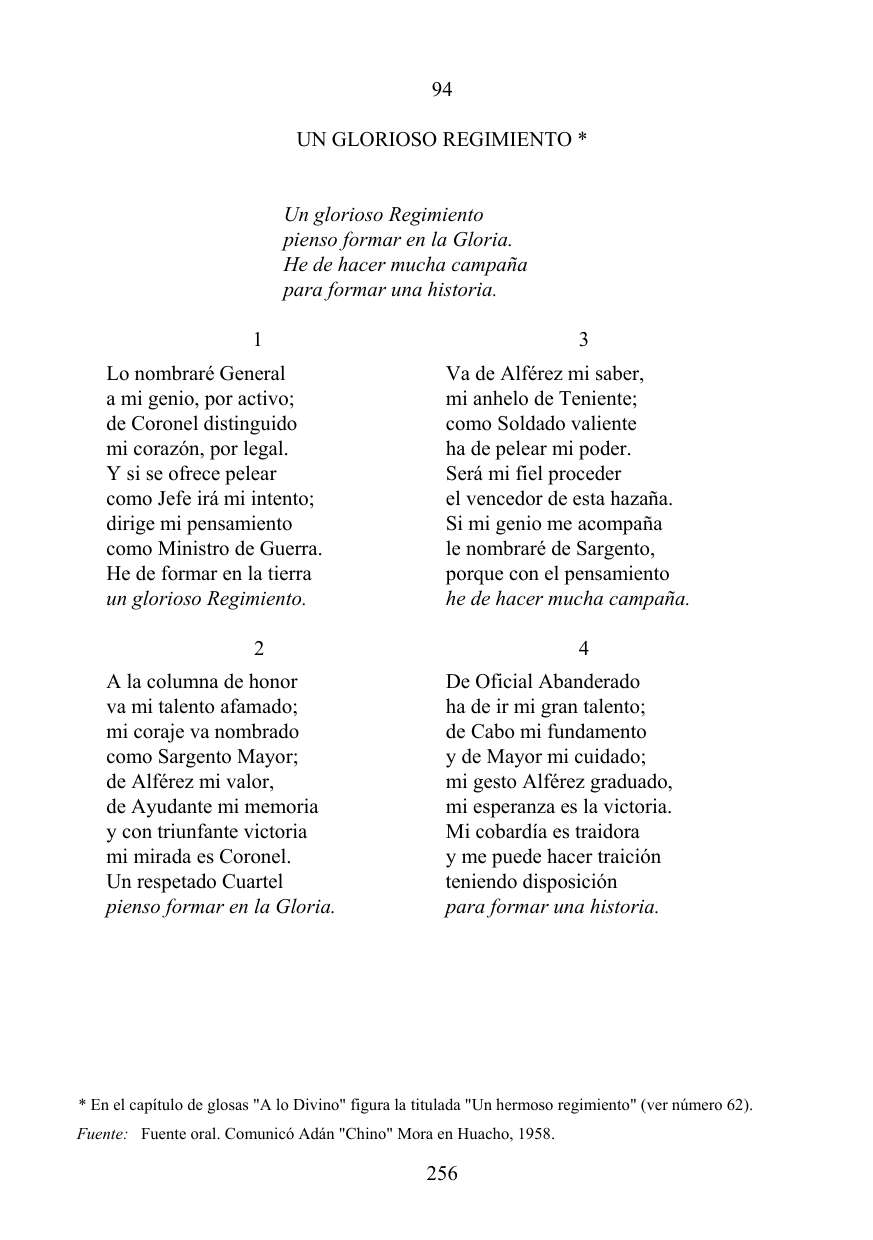 94
UN GLORIOSO REGIMIENTO *
Un glorioso Regimiento
pienso formar en la Gloria.
He de hacer mucha campaña
para formar una historia.
1
Lo nombraré General
a mi genio, por activo;
de Coronel distinguido
mi corazón, por legal.
Y si se ofrece pelear
como Jefe irá mi intento;
dirige mi pensamiento
como Ministro de Guerra.
He de formar en la tierra
un glorioso Regimiento.
2
A la columna de honor
va mi talento afamado;
mi coraje va nombrado
como Sargento Mayor;
de Alférez mi valor,
de Ayudante mi memoria
y con triunfante victoria
mi mirada es Coronel.
Un respetado Cuartel
pienso formar en la Gloria.
3
Va de Alférez mi saber,
mi anhelo de Teniente;
como Soldado valiente
ha de pelear mi poder.
Será mi fiel proceder
el vencedor de esta hazaña.
Si mi genio me acompaña
le nombraré de Sargento,
porque con el pensamiento
he de hacer mucha campaña.
4
De Oficial Abanderado
ha de ir mi gran talento;
de Cabo mi fundamento
y de Mayor mi cuidado;
mi gesto Alférez graduado,
mi esperanza es la victoria.
Mi cobardía es traidora
y me puede hacer traición
teniendo disposición
para formar una historia.
* En el capítulo de glosas "A lo Divino" figura la titulada "Un hermoso regimiento" (ver número 62).
Fuente: Fuente oral. Comunicó Adán "Chino" Mora en Huacho, 1958.
256